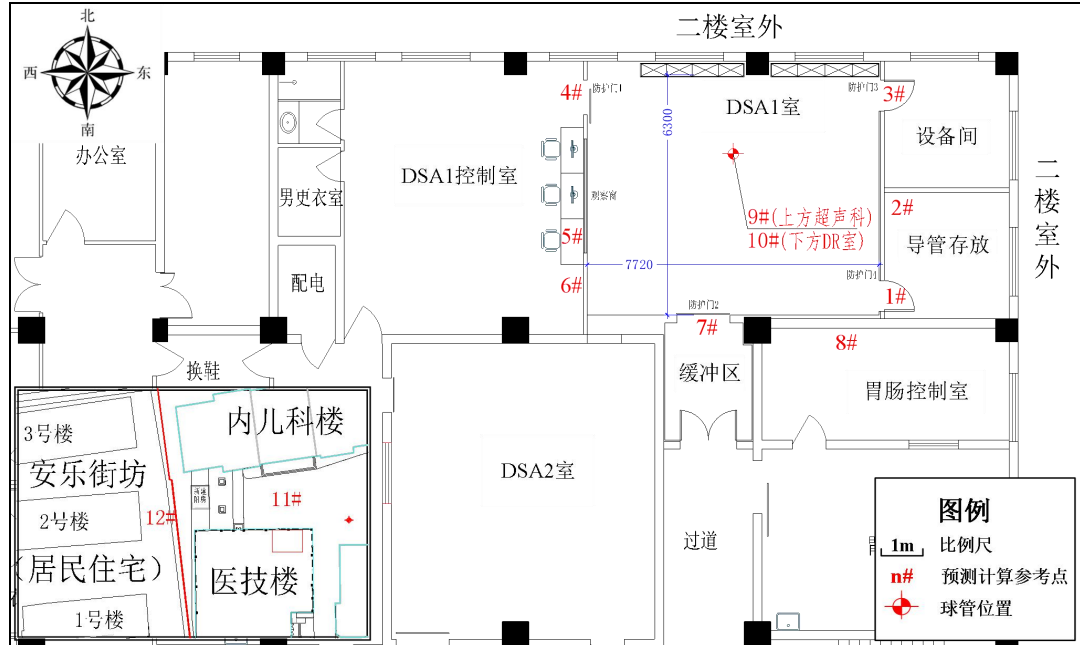 二楼室外
北
西
东
南
办公室
男更衣室
配电
换鞋
DSA1控制室
4#
5#
6#
防护门1
观察窗
6300
7720
DSA1室
防护门3
3#
设备间
2#
导管存放
9#(上方超声科)
10#(下方DR室)
防护门4
1#
二楼室外
防护门2
7#
8#
缓冲区
胃肠控制室
DSA2室
过道
3号楼
安乐街坊
2号楼
(居民住宅)
1号楼
12#
内儿科楼
11#
医技楼
图例
1m 比例尺
n# 预测计算参考点
球管位置